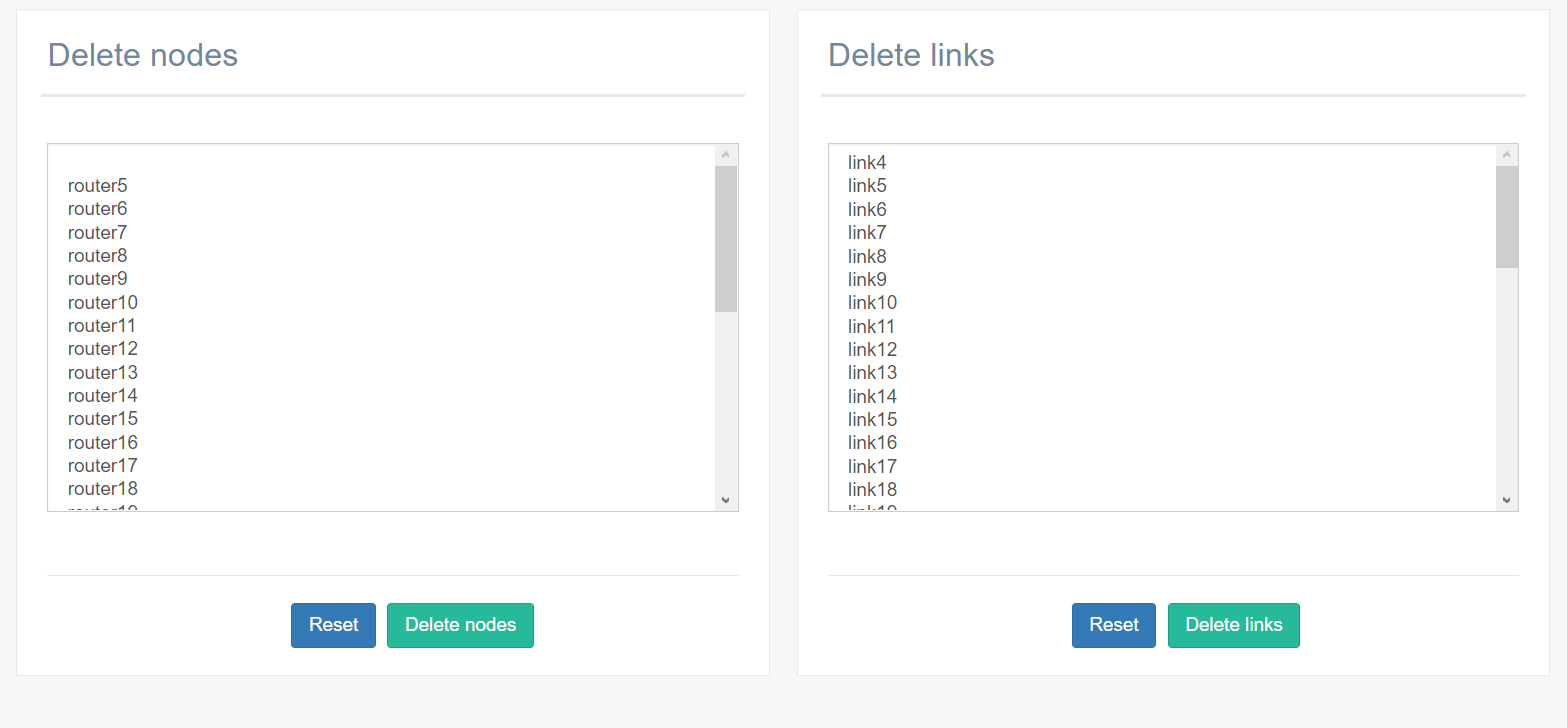 Delete nodes
router5
router6
router7
router8
router9
router10
router11
router12
router13
router14
router15
router16
router17
router18
Reset
Delete nodes
Delete links
link4
link5
link6
link7
link8
link9
link10
link11
link12
link13
link14
link15
link16
link17
link18
Reset
Delete links